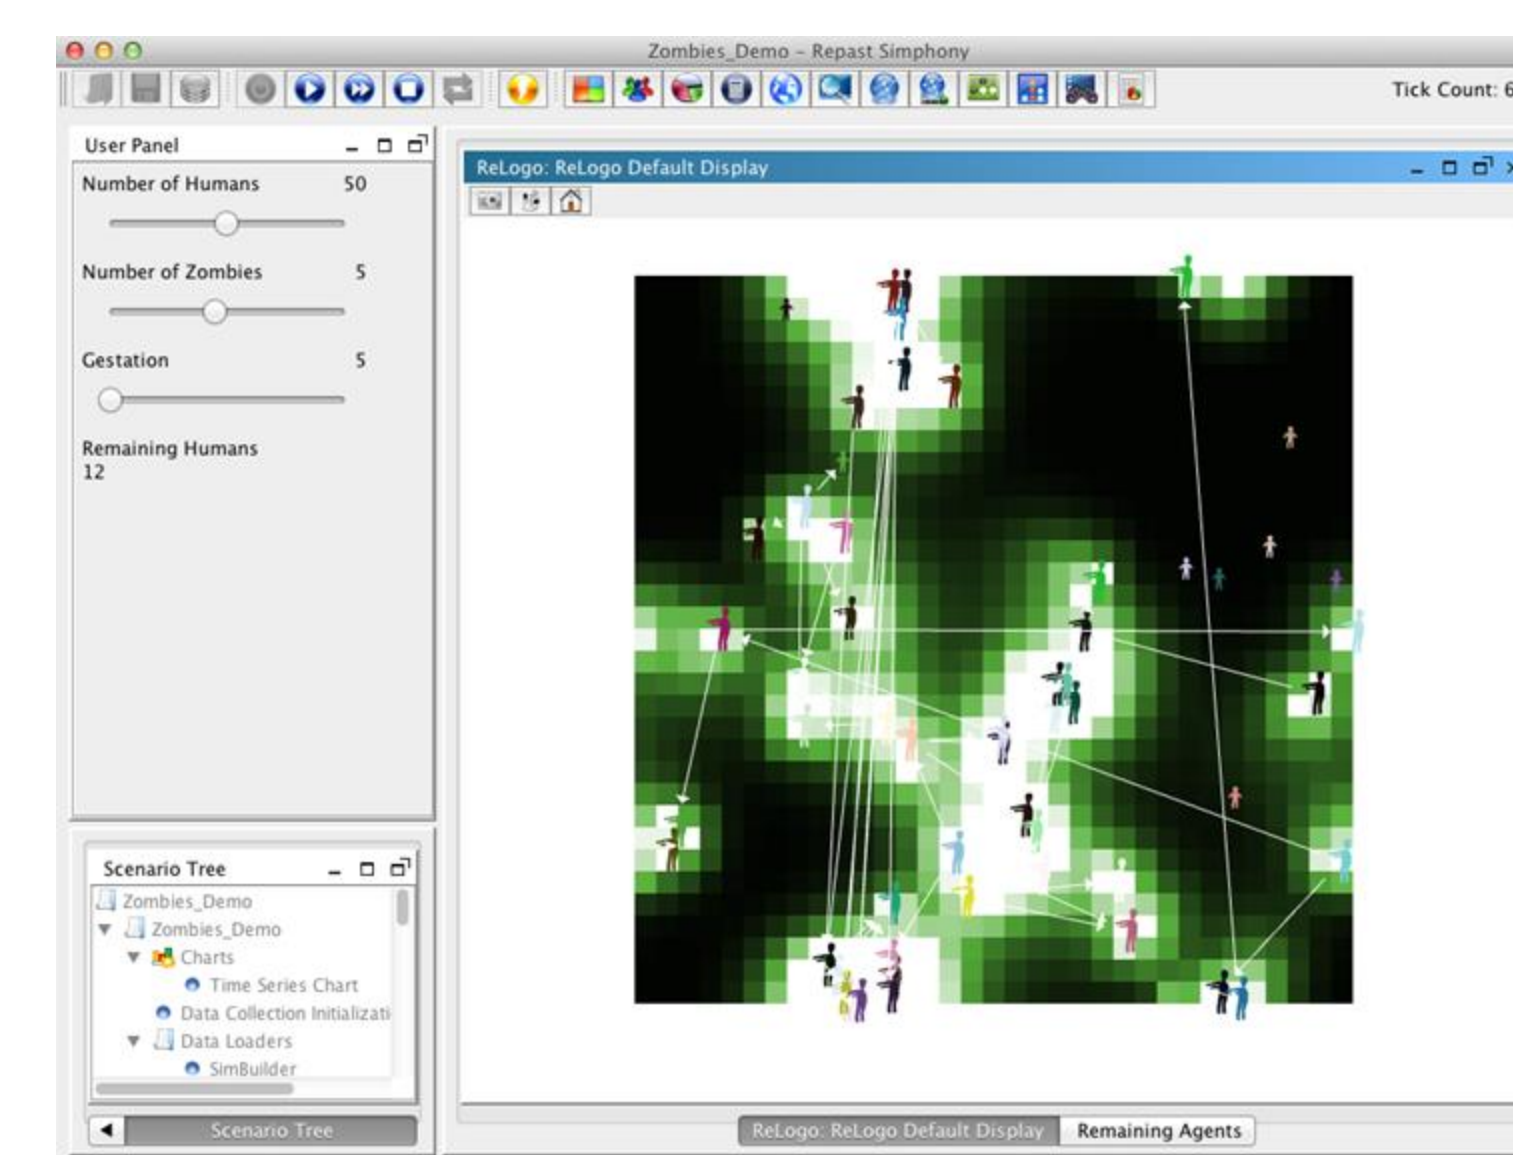 Zombies_Demo – Repast Simphony
Tick Count: 6
User Panel
Number of Humans 50
Number of Zombies 5
Gestation 5
Remaining Humans
12
ReLogo: ReLogo Default Display
Scenario Tree
Zombies_Demo
Zombies_Demo
Charts
Time Series Chart
Data Collection Initializati
Data Loaders
SimBuilder
Scenario Tree
ReLogo: ReLogo Default Display
Remaining Agents